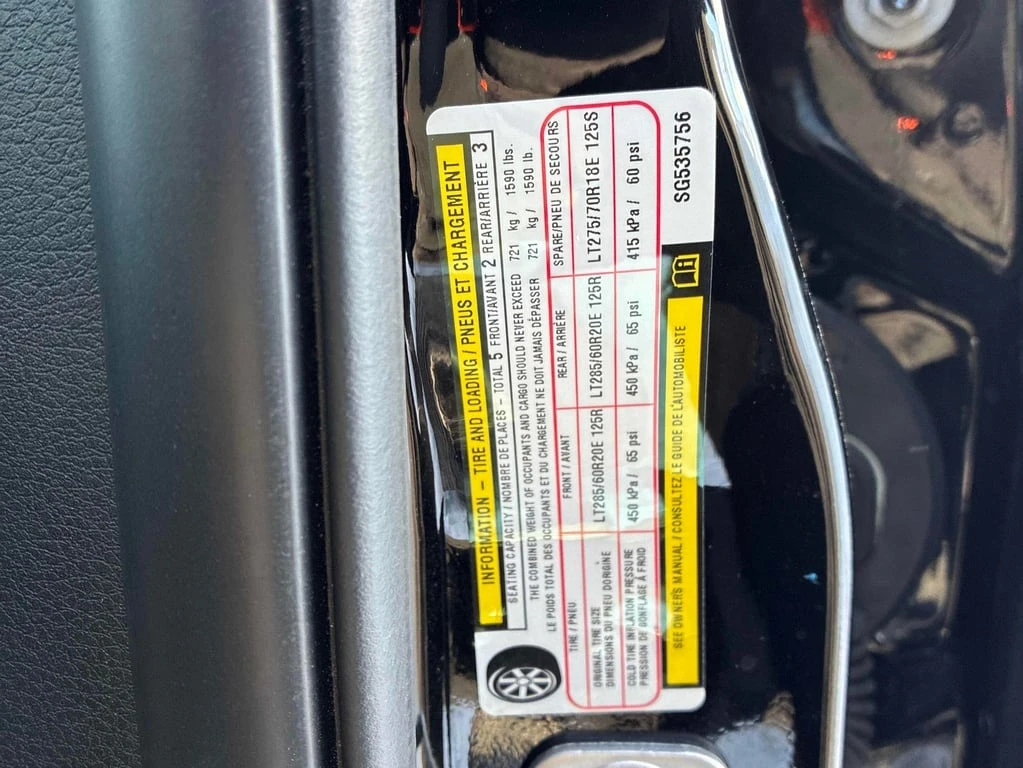 INFORMATION – TIRE AND LOADING / PNEUS ET CHARGEMENT
SEATING CAPACITY / NOMBRE DE PLACES – TOTAL 5 FRONT/AVANT 2 REAR/ARRIÈRE 3
THE COMBINED WEIGHT OF OCCUPANTS AND CARGO SHOULD NEVER EXCEED 721 kg / 1590 lbs.
LE POIDS TOTAL DES OCCUPANTS ET DU CHARGEMENT NE DOIT JAMAIS DÉPASSER 721 kg / 1590 lb.
TIRE / PNEU FRONT / AVANT REAR / ARRIÈRE SPARE/PNEU DE SECOURS
ORIGINAL TIRE SIZE
DIMENSIONS DU PNEU D'ORIGINE
LT285/60R20E 125R LT285/60R20E 125R LT275/70R18E 125S
COLD TIRE INFLATION PRESSURE
PRESSION DE GONFLAGE À FROID
450 kPa / 65 psi 450 kPa / 65 psi 415 kPa / 60 psi
SEE OWNERS MANUAL / CONSULTEZ LE GUIDE DE L'AUTOMOBILISTE
SG535756